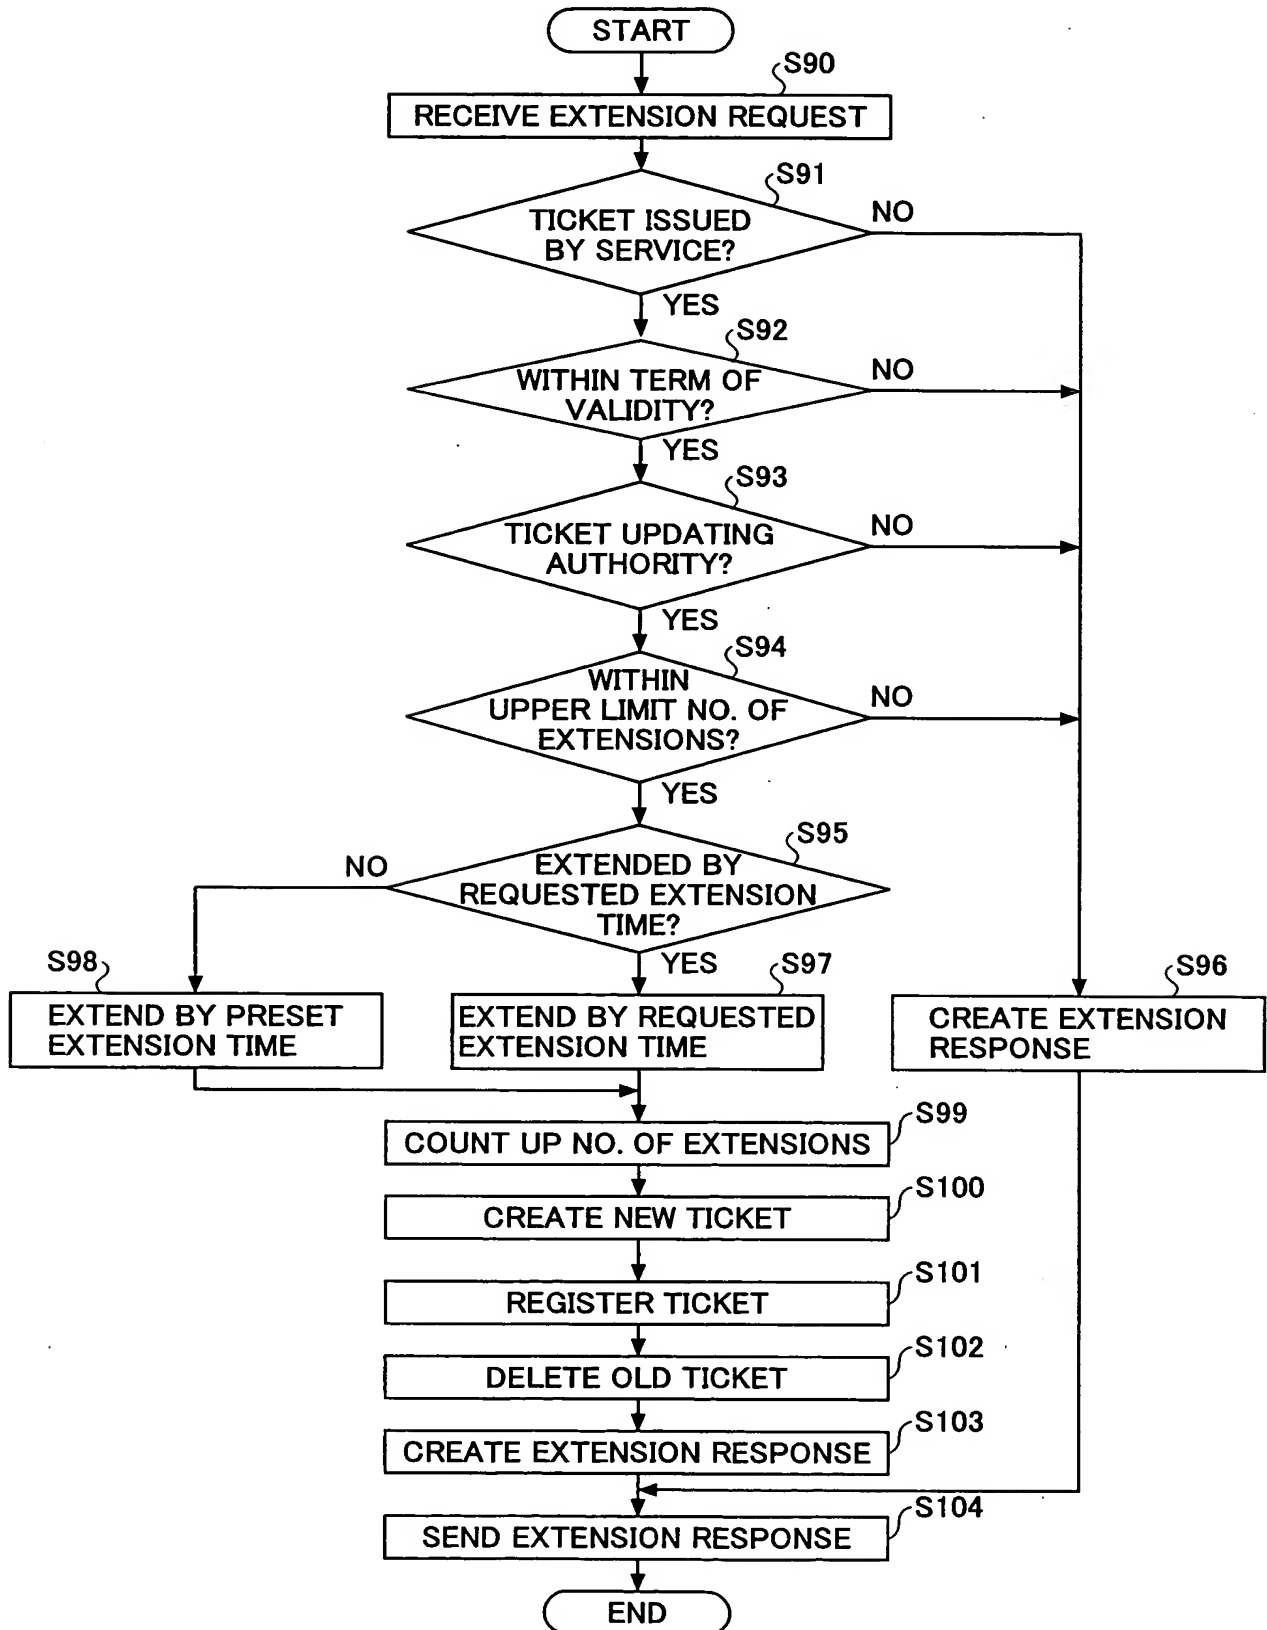 START
S90
RECEIVE EXTENSION REQUEST
S91
TICKET ISSUED
BY SERVICE?
NO
YES
S92
WITHIN TERM OF
VALIDITY?
NO
YES
S93
TICKET UPDATING
AUTHORITY?
NO
YES
S94
WITHIN
UPPER LIMIT NO. OF
EXTENSIONS?
NO
YES
S95
EXTENDED BY
REQUESTED EXTENSION
TIME?
NO
YES
S98
EXTEND BY PRESET
EXTENSION TIME
S97
EXTEND BY REQUESTED
EXTENSION TIME
S96
CREATE EXTENSION
RESPONSE
S99
COUNT UP NO. OF EXTENSIONS
S100
CREATE NEW TICKET
S101
REGISTER TICKET
S102
DELETE OLD TICKET
S103
CREATE EXTENSION RESPONSE
S104
SEND EXTENSION RESPONSE
END